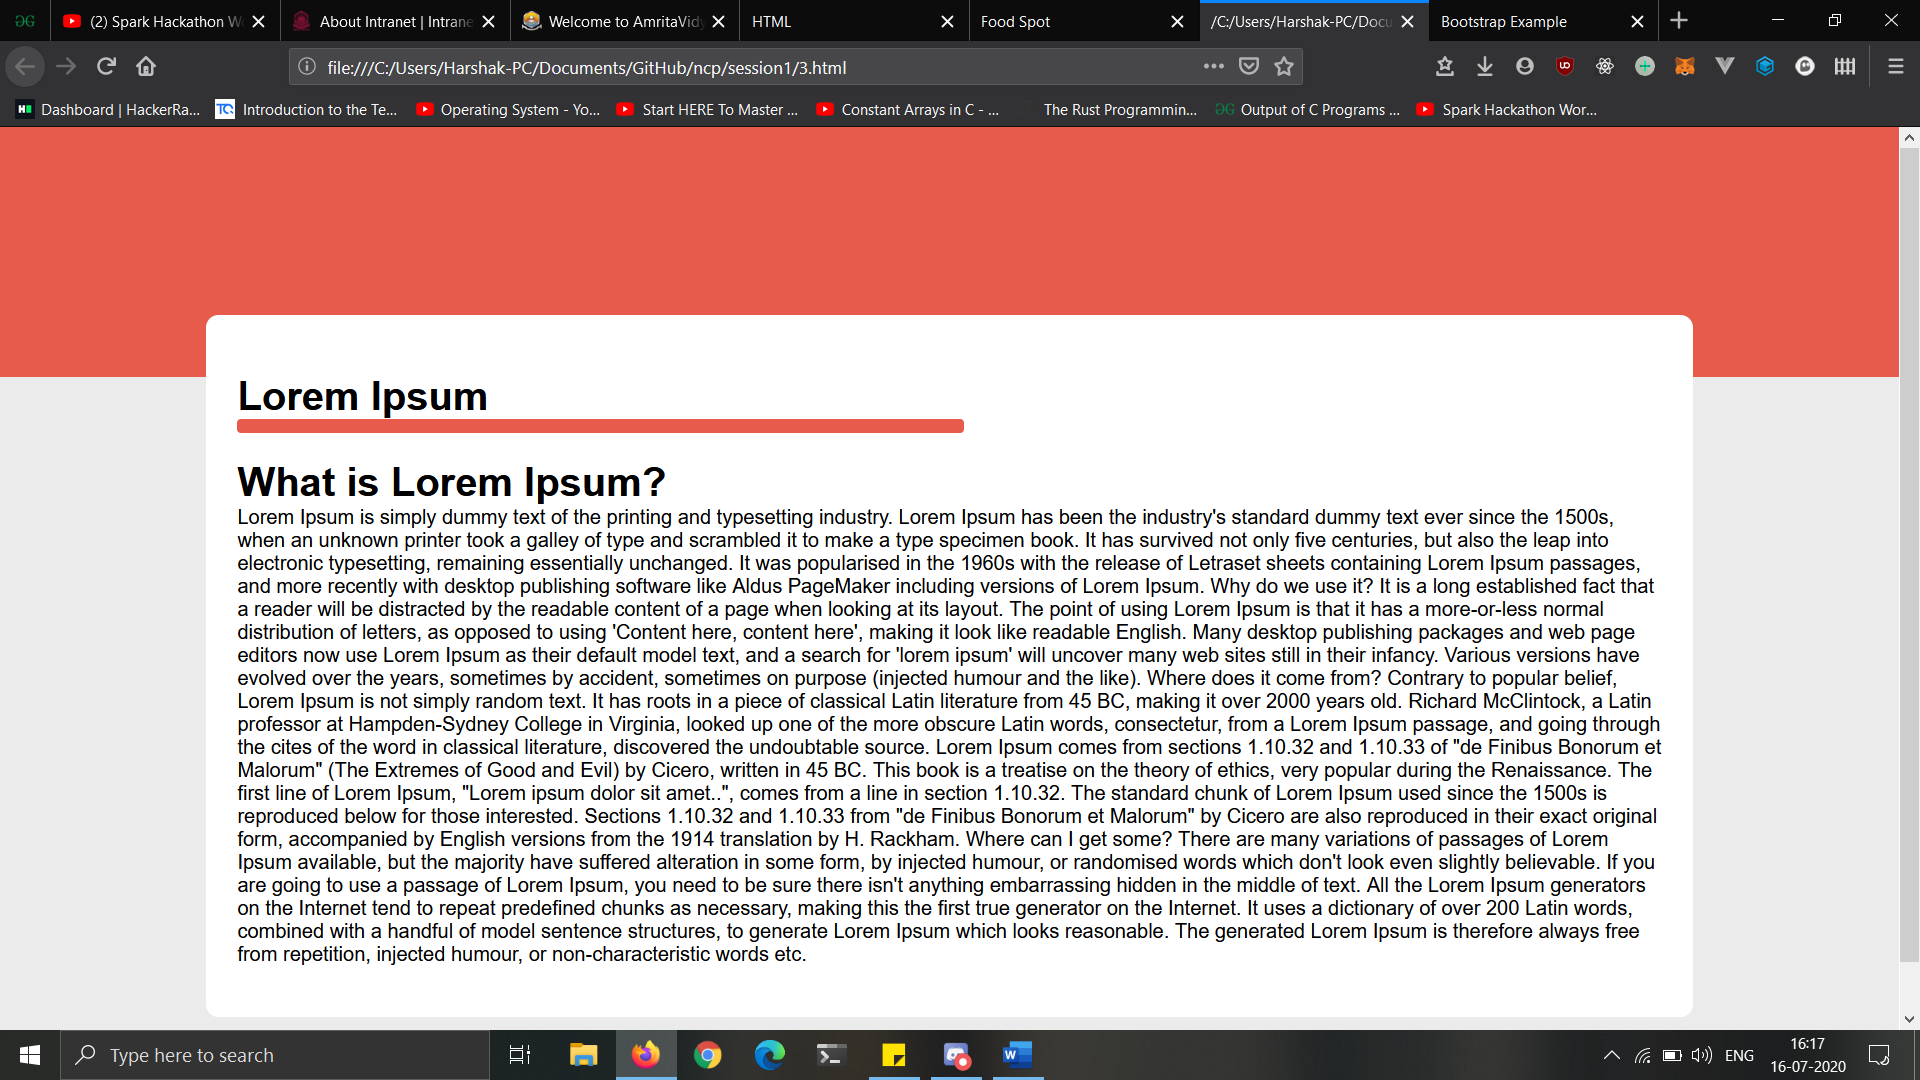 (2) Spark Hackathon Wo
About Intranet | Intrane
Welcome to AmritaVidy
HTML
Food Spot
/C:/Users/Harshak-PC/Docu
Bootstrap Example
file:///C:/Users/Harshak-PC/Documents/GitHub/ncp/session1/3.html
Dashboard | HackerRa...
Introduction to the Te...
Operating System - Yo...
Start HERE To Master ...
Constant Arrays in C - ...
The Rust Programmin...
Output of C Programs ...
Spark Hackathon Wor...
Lorem Ipsum
What is Lorem Ipsum?
Lorem Ipsum is simply dummy text of the printing and typesetting industry. Lorem Ipsum has been the industry's standard dummy text ever since the 1500s,
when an unknown printer took a galley of type and scrambled it to make a type specimen book. It has survived not only five centuries, but also the leap into
electronic typesetting, remaining essentially unchanged. It was popularised in the 1960s with the release of Letraset sheets containing Lorem Ipsum passages,
and more recently with desktop publishing software like Aldus PageMaker including versions of Lorem Ipsum. Why do we use it? It is a long established fact that
a reader will be distracted by the readable content of a page when looking at its layout. The point of using Lorem Ipsum is that it has a more-or-less normal
distribution of letters, as opposed to using 'Content here, content here', making it look like readable English. Many desktop publishing packages and web page
editors now use Lorem Ipsum as their default model text, and a search for 'lorem ipsum' will uncover many web sites still in their infancy. Various versions have
evolved over the years, sometimes by accident, sometimes on purpose (injected humour and the like). Where does it come from? Contrary to popular belief,
Lorem Ipsum is not simply random text. It has roots in a piece of classical Latin literature from 45 BC, making it over 2000 years old. Richard McClintock, a Latin
professor at Hampden-Sydney College in Virginia, looked up one of the more obscure Latin words, consectetur, from a Lorem Ipsum passage, and going through
the cites of the word in classical literature, discovered the undoubtable source. Lorem Ipsum comes from sections 1.10.32 and 1.10.33 of "de Finibus Bonorum et
Malorum" (The Extremes of Good and Evil) by Cicero, written in 45 BC. This book is a treatise on the theory of ethics, very popular during the Renaissance. The
first line of Lorem Ipsum, "Lorem ipsum dolor sit amet..", comes from a line in section 1.10.32. The standard chunk of Lorem Ipsum used since the 1500s is
reproduced below for those interested. Sections 1.10.32 and 1.10.33 from "de Finibus Bonorum et Malorum" by Cicero are also reproduced in their exact original
form, accompanied by English versions from the 1914 translation by H. Rackham. Where can I get some? There are many variations of passages of Lorem
Ipsum available, but the majority have suffered alteration in some form, by injected humour, or randomised words which don't look even slightly believable. If you
are going to use a passage of Lorem Ipsum, you need to be sure there isn't anything embarrassing hidden in the middle of text. All the Lorem Ipsum generators
on the Internet tend to repeat predefined chunks as necessary, making this the first true generator on the Internet. It uses a dictionary of over 200 Latin words,
combined with a handful of model sentence structures, to generate Lorem Ipsum which looks reasonable. The generated Lorem Ipsum is therefore always free
from repetition, injected humour, or non-characteristic words etc.
Type here to search
ENG
16:17
16-07-2020